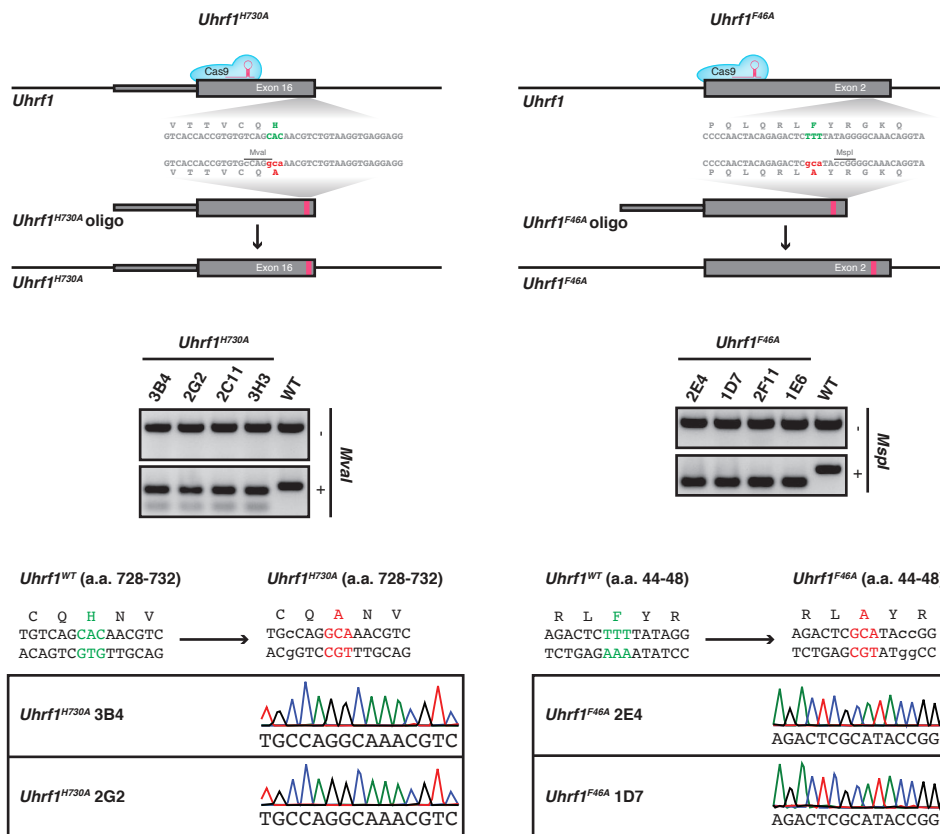 Uhrf1H730A
Cas9
Exon 16
Uhrf1
V T T V C Q H
GTCACCACCGTGTGTCAGCACAACGTCTGTAAGGTGAGGAGG
MvaI
GTCACCACCGTGTGcCAGgcaAACGTCTGTAAGGTGAGGAGG
V T T V C Q A
Uhrf1H730A oligo
Exon 16
Uhrf1H730A
Uhrf1F46A
Cas9
Exon 2
Uhrf1
P Q L Q R L F Y R G K Q
CCCCAACTACAGAGACTCTTTTATAGGGGCAAACAGGTA
MspI
CCCCAACTACAGAGACTCgcaTAccGGGGCAAACAGGTA
P Q L Q R L A Y R G K Q
Uhrf1F46A oligo
Exon 2
Uhrf1F46A
Uhrf1H730A
3B4 2G2 2C11 3H3 WT
-
+
MvaI
Uhrf1F46A
2E4 1D7 2F11 1E6 WT
-
+
MspI
Uhrf1WT (a.a. 728-732)
C Q H N V
TGTCAGCACAACGTC
ACAGTCGTGTTGCAG
Uhrf1H730A (a.a. 728-732)
C Q A N V
TGcCAGGCAAACGTC
ACgGTCCGTTTGCAG
Uhrf1H730A 3B4
TGCCAGGCAAACGTC
Uhrf1H730A 2G2
TGCCAGGCAAACGTC
Uhrf1WT (a.a. 44-48)
R L F Y R
AGACTCTTTTATAGG
TCTGAGAAAATATCC
Uhrf1F46A (a.a. 44-48)
R L A Y R
AGACTCGCATAccGG
TCTGAGCGTATggCC
Uhrf1F46A 2E4
AGACTCGCATACCGG
Uhrf1F46A 1D7
AGACTCGCATACCGG